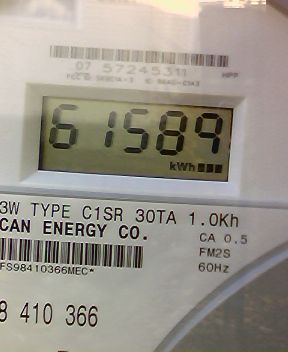 07 57245311 HPP
61589
kWh
3W TYPE C1SR 30TA 1.0Kh
CAN ENERGY CO. CA 0.5
FM2S
FS98410366MEC* 60Hz
8 410 366